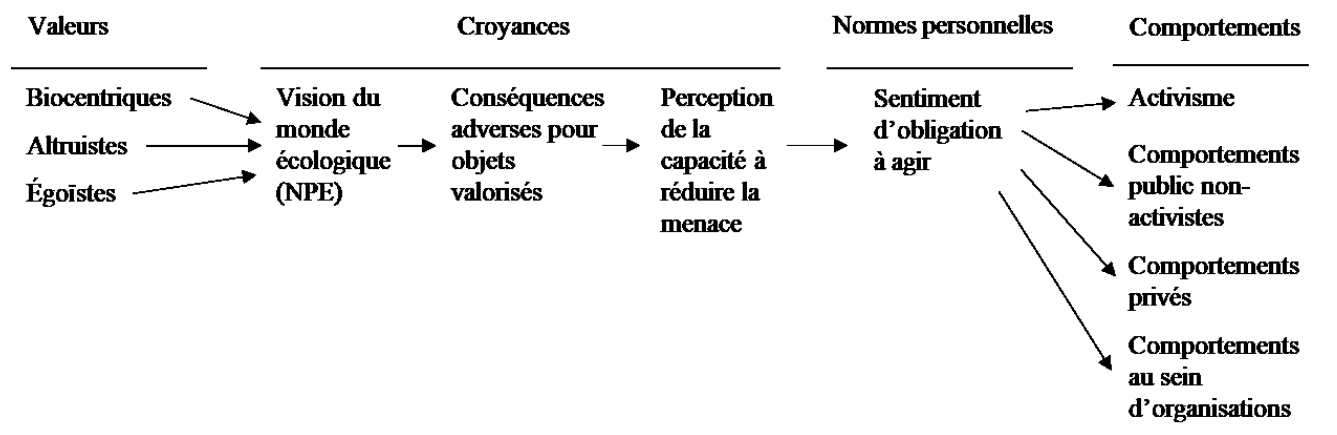 Valeurs
Croyances
Normes personnelles
Comportements
Biocentriques
Altruistes
Égoïstes
Vision du
monde
écologique
(NPE)
Conséquences
adverses pour
objets
valorisés
Perception
de la
capacité à
réduire la
menace
Sentiment
d’obligation
à agir
Activisme
Comportements
public non-
activistes
Comportements
privés
Comportements
au sein
d’organisations